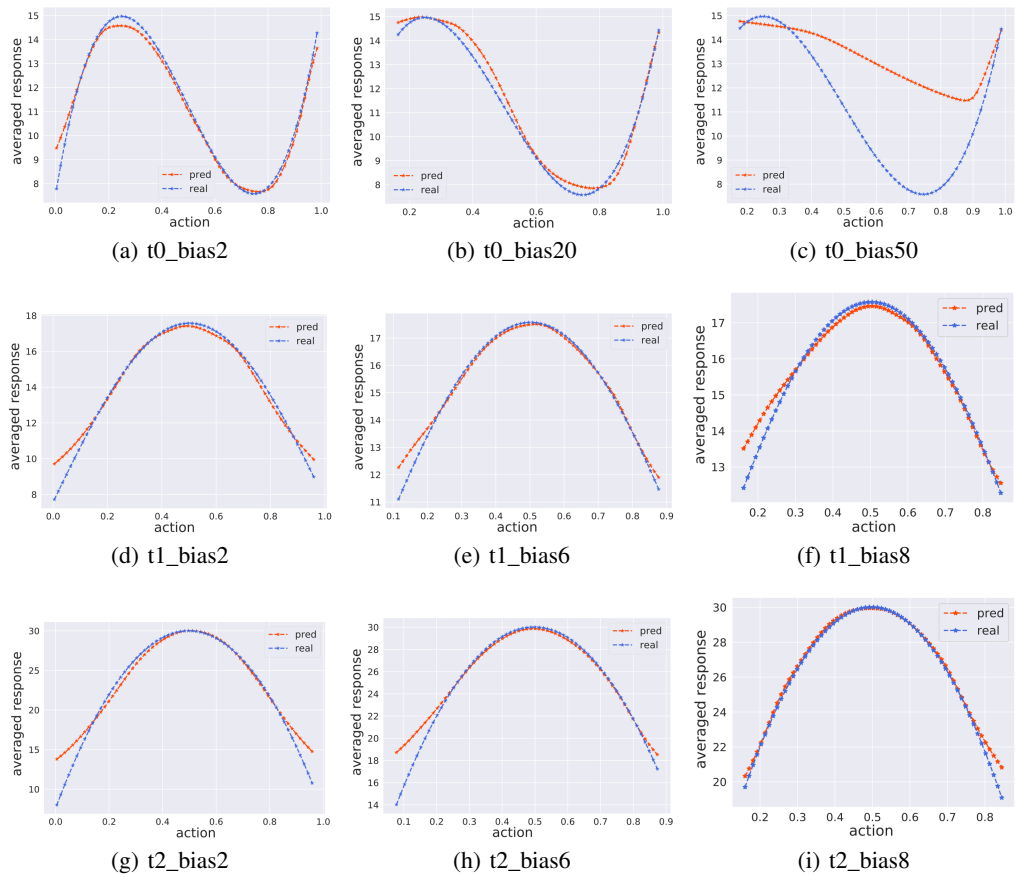 15
14
13
12
11
10
9
8
averaged response
pred
real
0.0 0.2 0.4 0.6 0.8 1.0
action
(a) t0_bias2
15
14
13
12
11
10
9
8
averaged response
pred
real
0.2 0.4 0.6 0.8 1.0
action
(b) t0_bias20
15
14
13
12
11
10
9
8
averaged response
pred
real
0.2 0.3 0.4 0.5 0.6 0.7 0.8 0.9 1.0
action
(c) t0_bias50
18
16
14
12
10
8
averaged response
pred
real
0.0 0.2 0.4 0.6 0.8 1.0
action
(d) t1_bias2
17
16
15
14
13
12
11
averaged response
pred
real
0.1 0.2 0.3 0.4 0.5 0.6 0.7 0.8 0.9
action
(e) t1_bias6
17
16
15
14
13
averaged response
pred
real
0.2 0.3 0.4 0.5 0.6 0.7 0.8
action
(f) t1_bias8
30
25
20
15
10
averaged response
pred
real
0.0 0.2 0.4 0.6 0.8 1.0
action
(g) t2_bias2
30
28
26
24
22
20
18
16
14
averaged response
pred
real
0.1 0.2 0.3 0.4 0.5 0.6 0.7 0.8 0.9
action
(h) t2_bias6
30
28
26
24
22
20
averaged response
pred
real
0.2 0.3 0.4 0.5 0.6 0.7 0.8
action
(i) t2_bias8